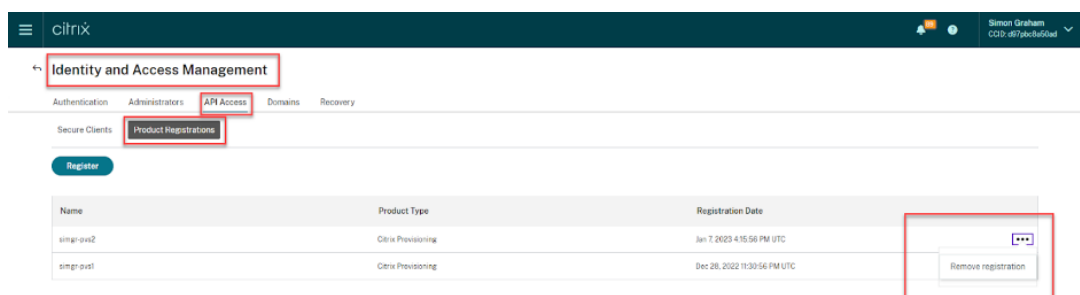 citrix
Simon Graham
Identity and Access Management
Authentication Administrators API Access Domains Recovery
Secure Clients Product Registrations
Register
Name Product Type Registration Date
simgr-pvs2 Citrix Provisioning Jan 7, 2023 4:15:56 PM UTC
simgr-pvs1 Citrix Provisioning Dec 28, 2022 11:30:56 PM UTC
Remove registration